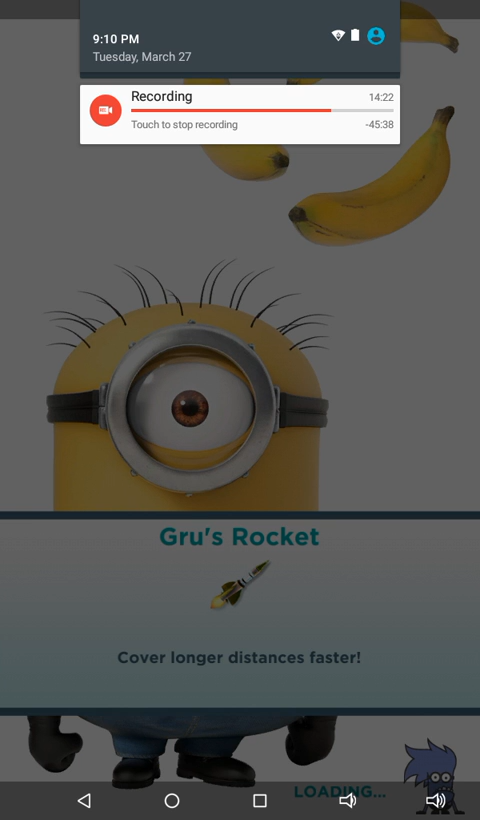 9:10 PM
Tuesday, March 27
Recording
14:22
Touch to stop recording
-45:38
Gru's Rocket
Cover longer distances faster!
LOADING...